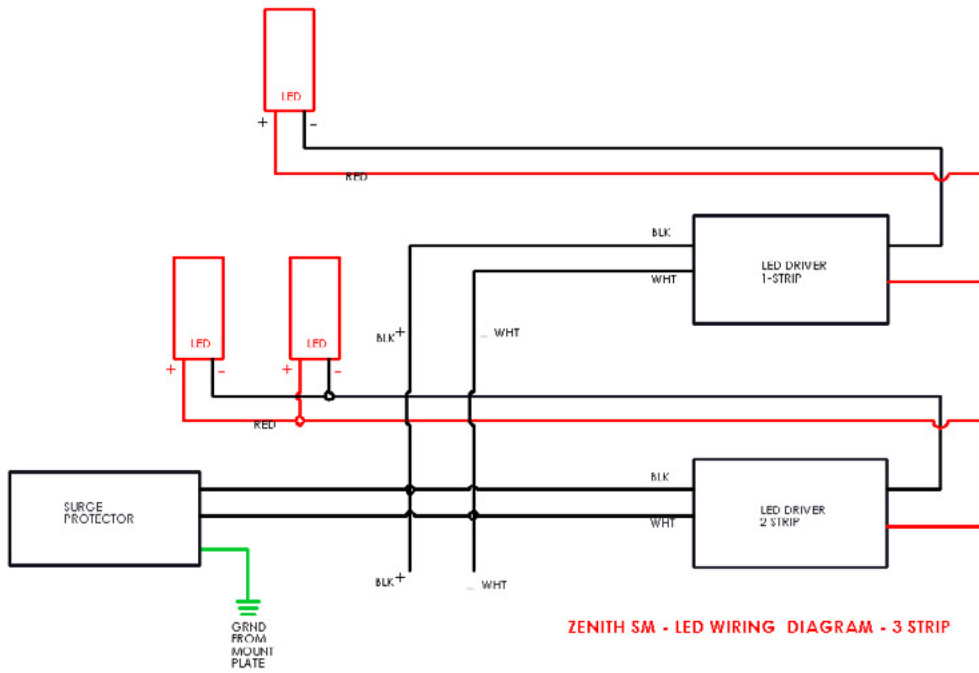 LED
+ -
RED
BLK
LED DRIVER
1-STRIP
WHT
BLK +
- WHT
LED
LED
+ -
+ -
RED
BLK
SURGE
PROTECTOR
LED DRIVER
2 STRIP
WHT
BLK +
- WHT
GRND
FROM
MOUNT
PLATE
ZENITH SM - LED WIRING DIAGRAM - 3 STRIP